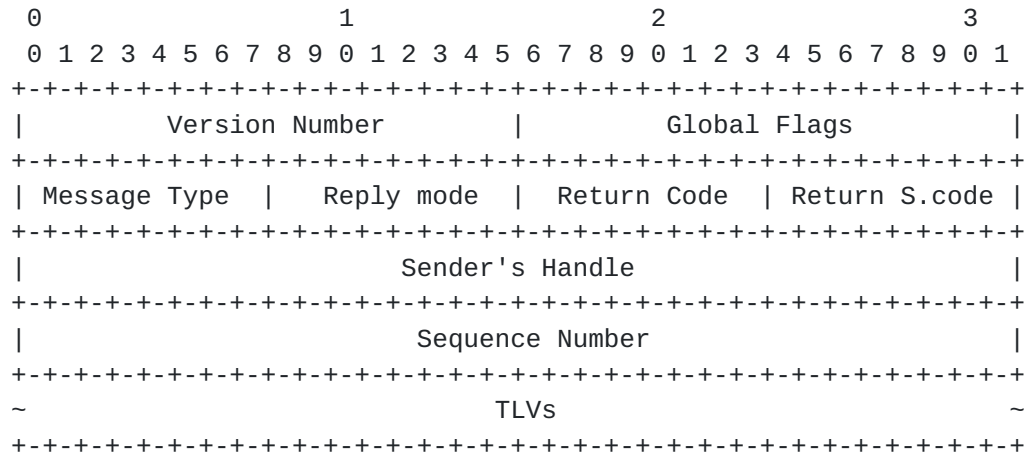 0                   1                   2                   3
 0 1 2 3 4 5 6 7 8 9 0 1 2 3 4 5 6 7 8 9 0 1 2 3 4 5 6 7 8 9 0 1
+-+-+-+-+-+-+-+-+-+-+-+-+-+-+-+-+-+-+-+-+-+-+-+-+-+-+-+-+-+-+-+-+
|         Version Number        |         Global Flags          |
+-+-+-+-+-+-+-+-+-+-+-+-+-+-+-+-+-+-+-+-+-+-+-+-+-+-+-+-+-+-+-+-+
| Message Type  |   Reply mode  |  Return Code  | Return S.code |
+-+-+-+-+-+-+-+-+-+-+-+-+-+-+-+-+-+-+-+-+-+-+-+-+-+-+-+-+-+-+-+-+
|                        Sender's Handle                        |
+-+-+-+-+-+-+-+-+-+-+-+-+-+-+-+-+-+-+-+-+-+-+-+-+-+-+-+-+-+-+-+-+
|                         Sequence Number                       |
+-+-+-+-+-+-+-+-+-+-+-+-+-+-+-+-+-+-+-+-+-+-+-+-+-+-+-+-+-+-+-+-+
~                              TLVs                             ~
+-+-+-+-+-+-+-+-+-+-+-+-+-+-+-+-+-+-+-+-+-+-+-+-+-+-+-+-+-+-+-+-+